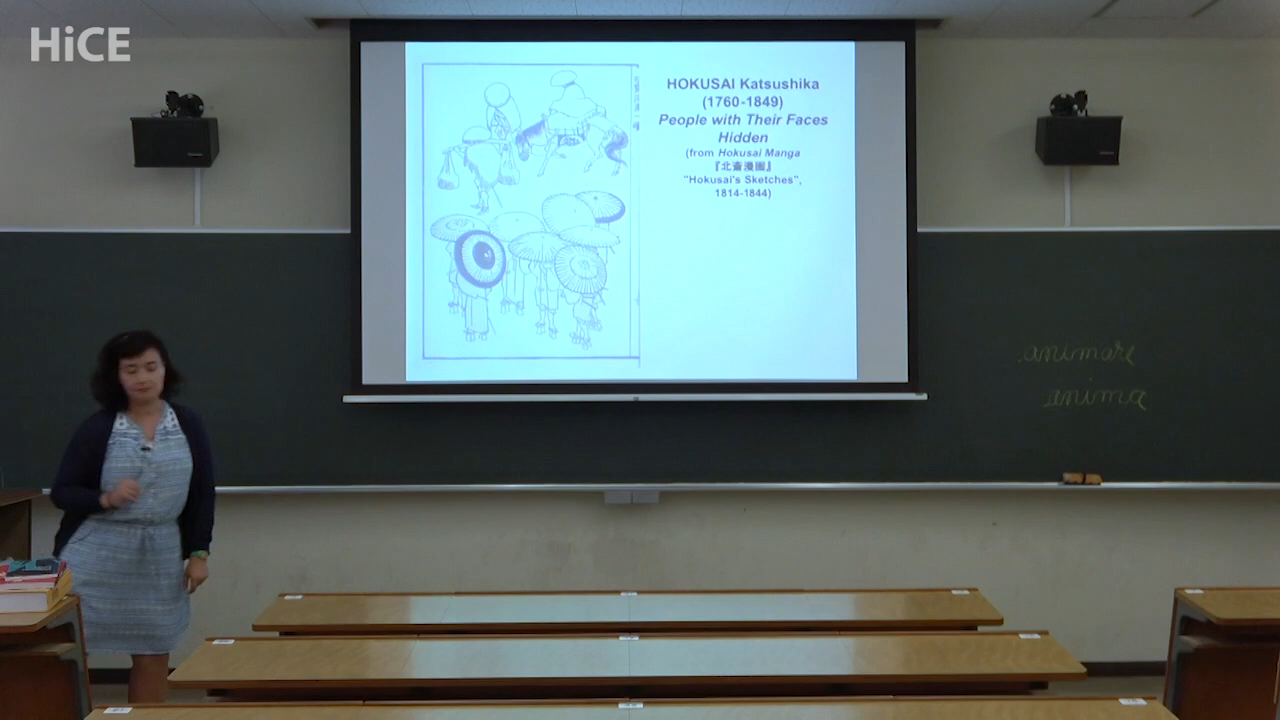 HiCE
HOKUSAI Katsushika
(1760-1849)
People with Their Faces
Hidden
(from Hokusai Manga
『北斎漫画』
"Hokusai's Sketches",
1814-1844)
animare
anima